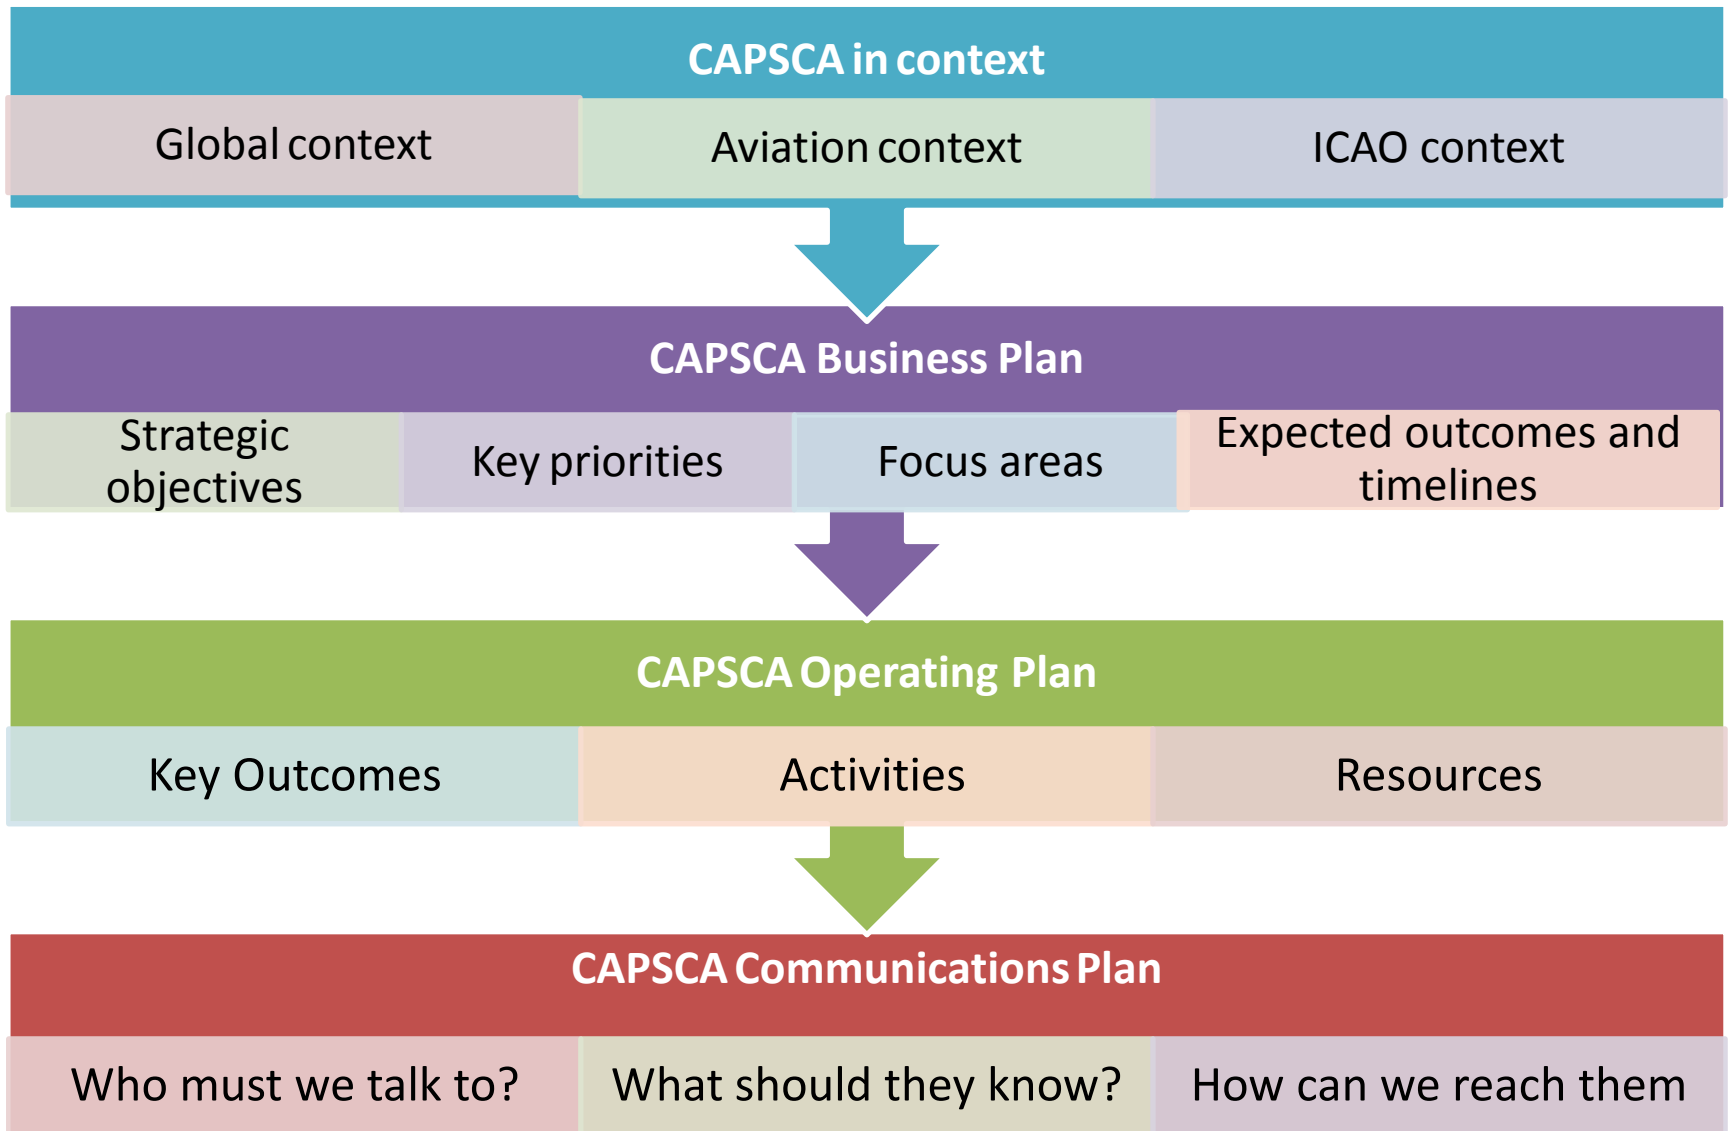 CAPSCA in context
Global context
Aviation context
ICAO context
CAPSCA Business Plan
Strategic
objectives
Key priorities
Focus areas
Expected outcomes and
timelines
CAPSCA Operating Plan
Key Outcomes
Activities
Resources
CAPSCA Communications Plan
Who must we talk to?
What should they know?
How can we reach them